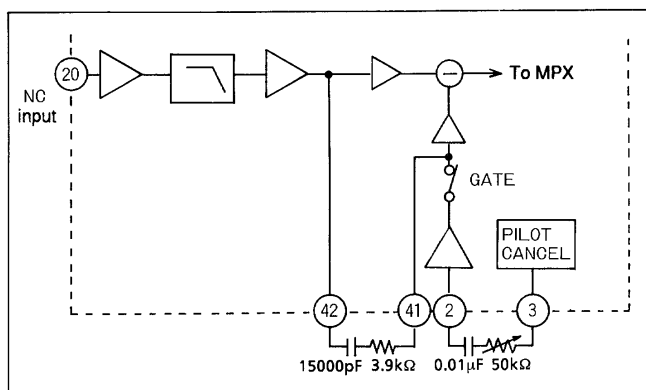 20
NC
input
To MPX
GATE
PILOT
CANCEL
42
41
2
3
15000pF 3.9kΩ 0.01µF 50kΩ